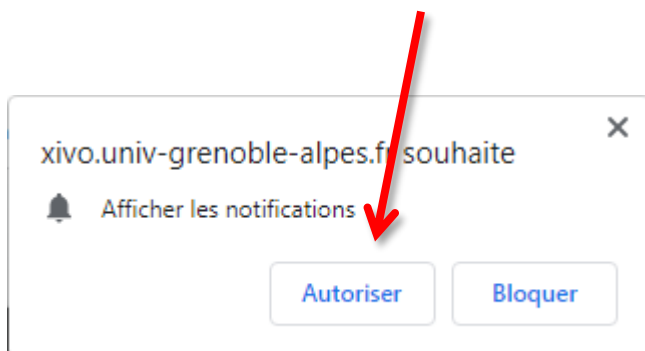 xivo.univ-grenoble-alpes.fr souhaite
Afficher les notifications
Autoriser
Bloquer